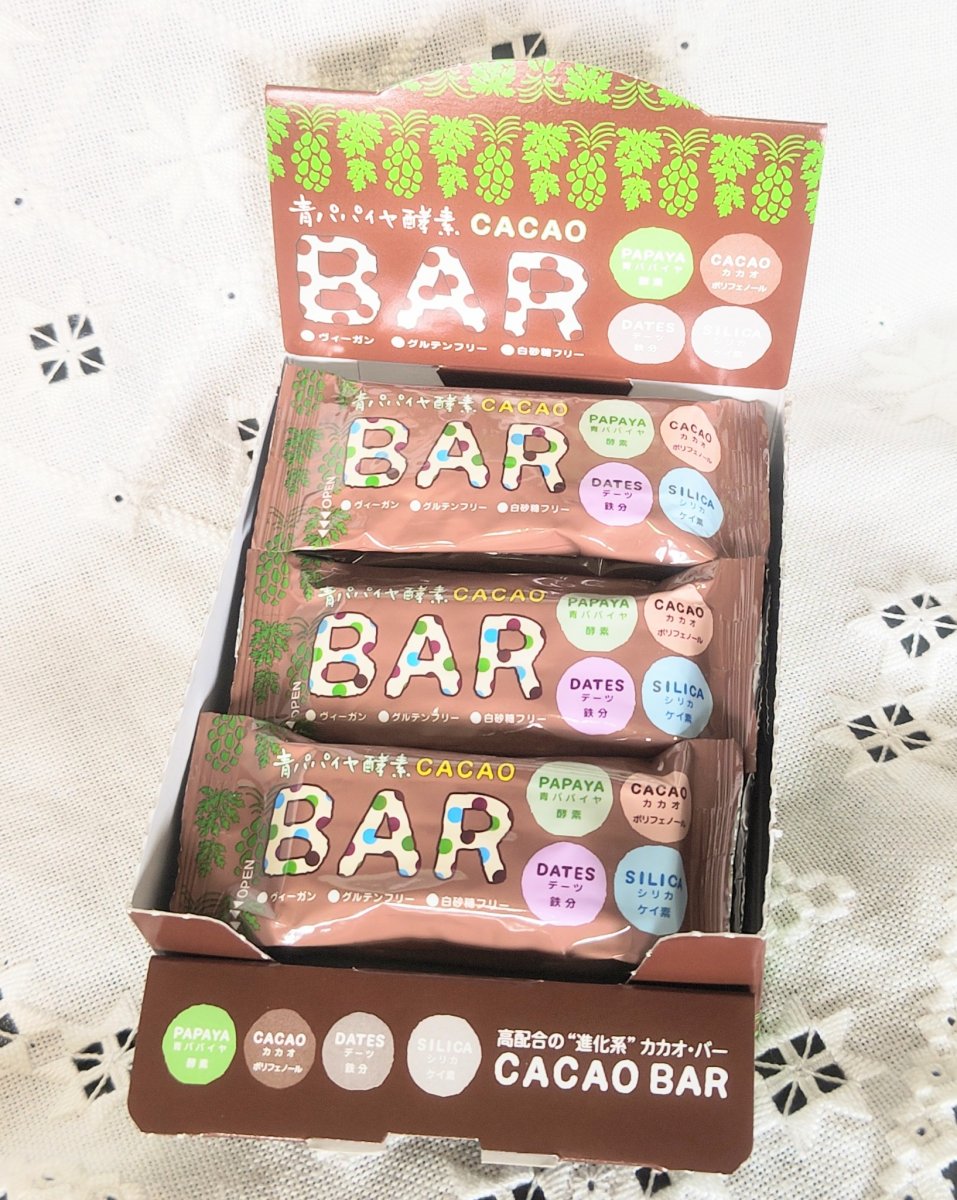 青パパイヤ酵素 CACAO
BAR
ヴィーガン グルテンフリー 白砂糖フリー
PAPAYA
青パパイヤ
酵素
CACAO
カカオ
ポリフェノール
DATES
デーツ
鉄分
SILICA
青パパイヤ酵素 CACAO
BAR
ヴィーガン グルテンフリー 白砂糖フリー
OPEN
PAPAYA
青パパイヤ
酵素
CACAO
カカオ
ポリフェノール
DATES
デーツ
鉄分
SILICA
シリカ
ケイ素
青パパイヤ酵素 CACAO
BAR
ヴィーガン グルテンフリー 白砂糖フリー
OPEN
PAPAYA
青パパイヤ
酵素
CACAO
カカオ
ポリフェノール
DATES
デーツ
鉄分
SILICA
シリカ
ケイ素
青パパイヤ酵素 CACAO
BAR
ヴィーガン グルテンフリー 白砂糖フリー
OPEN
PAPAYA
青パパイヤ
酵素
CACAO
カカオ
ポリフェノール
DATES
デーツ
鉄分
SILICA
シリカ
ケイ素
PAPAYA
青パパイヤ
酵素
CACAO
カカオ
ポリフェノール
DATES
デーツ
鉄分
SILICA
シリカ
ケイ素
高配合の“進化系”カカオ・バー
CACAO BAR